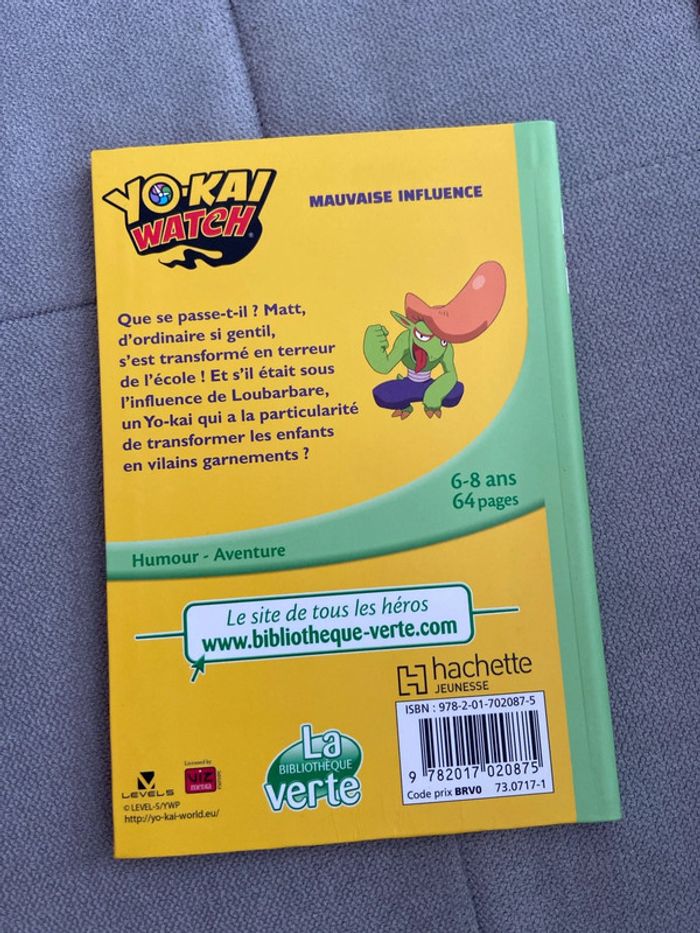 YO-KAI
WATCH
MAUVAISE INFLUENCE
Que se passe-t-il ? Matt,
d'ordinaire si gentil,
s'est transformé en terreur
de l'école ! Et s'il était sous
l'influence de Loubarbare,
un Yo-kai qui a la particularité
de transformer les enfants
en vilains garnements ?
6-8 ans
64 pages
Humour - Aventure
Le site de tous les héros
www.bibliotheque-verte.com
hachette
JEUNESSE
ISBN : 978-2-01-702087-5
9 782017 020875
Code prix BRV0 73.0717-1
La
BIBLIOTHÈQUE
verte
LEVEL5
© LEVEL-5/YWP
http://yo-kai-world.eu/
Licensed by
VIZ
media